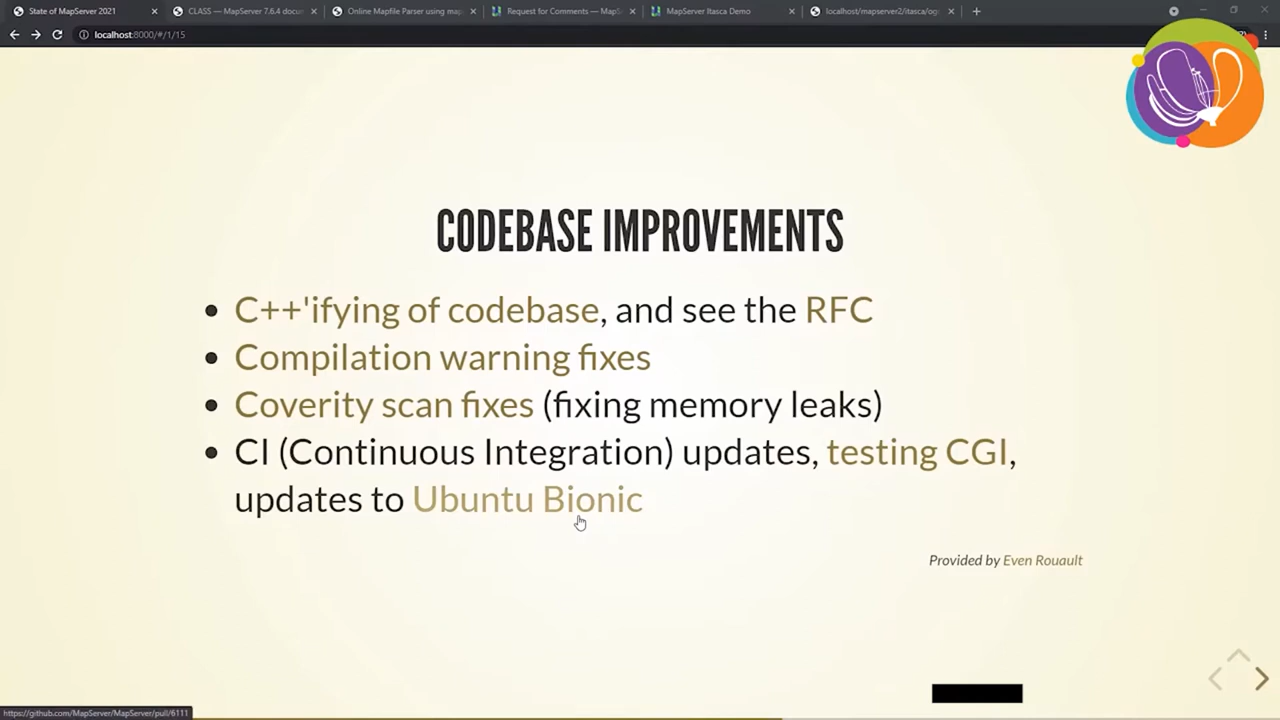 State of MapServer 2021
CLASS — MapServer 7.6.4 docu
Online Mapfile Parser using map
Request for Comments — MapS
MapServer Itasca Demo
localhost/mapserver2/itasca/og
localhost:8000/#/1/15
CODEBASE IMPROVEMENTS
• C++'ifying of codebase, and see the RFC
• Compilation warning fixes
• Coverity scan fixes (fixing memory leaks)
• CI (Continuous Integration) updates, testing CGI,
updates to Ubuntu Bionic
Provided by Even Rouault
https://github.com/MapServer/MapServer/pull/6111